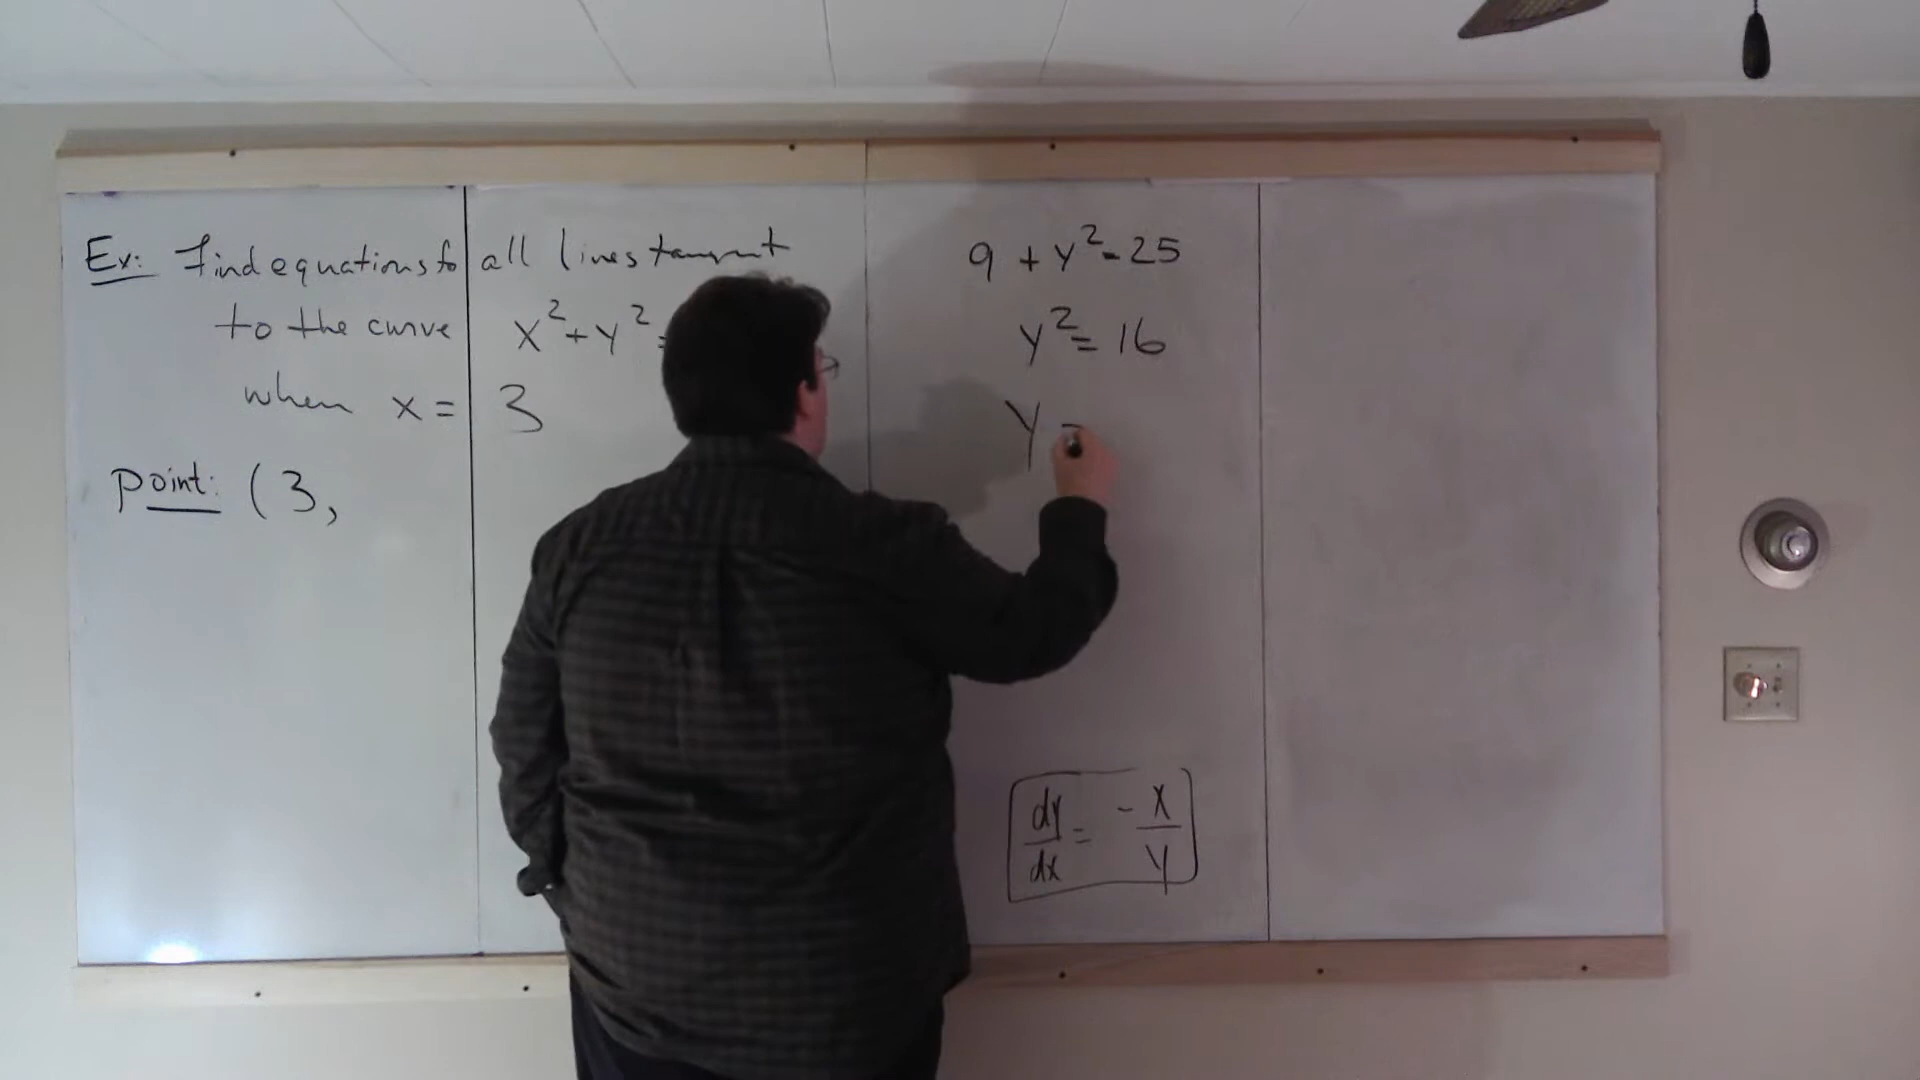 Ex: Find equations to all lines tangent
to the curve x² + y² =
when x = 3
Point: (3,
9 + y² = 25
y² = 16
y =
dy/dx = - x/y